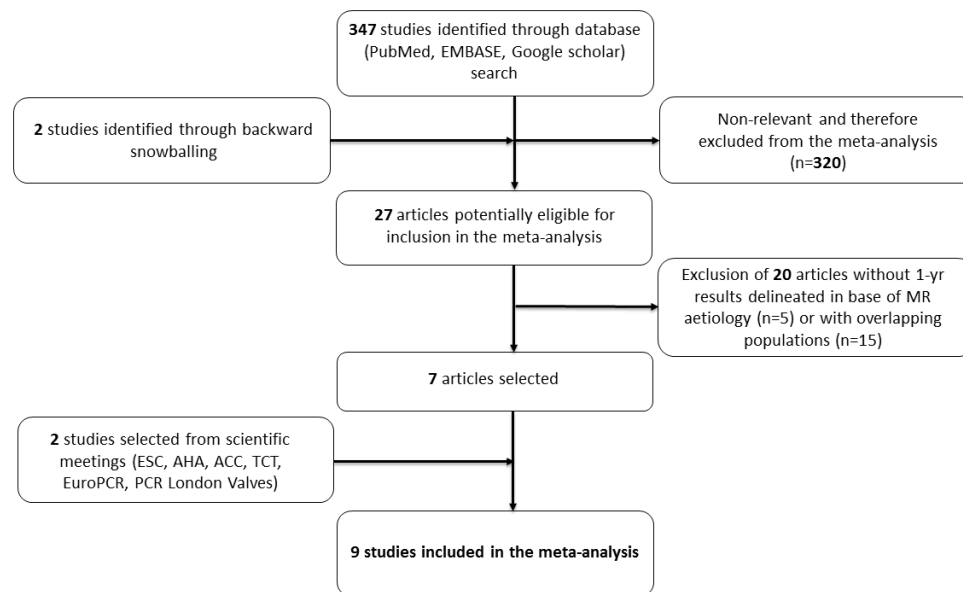 347 studies identified through database
(PubMed, EMBASE, Google scholar)
search
2 studies identified through backward
snowballing
Non-relevant and therefore
excluded from the meta-analysis
(n=320)
27 articles potentially eligible for
inclusion in the meta-analysis
Exclusion of 20 articles without 1-yr
results delineated in base of MR
aetiology (n=5) or with overlapping
populations (n=15)
7 articles selected
2 studies selected from scientific
meetings (ESC, AHA, ACC, TCT,
EuroPCR, PCR London Valves)
9 studies included in the meta-analysis